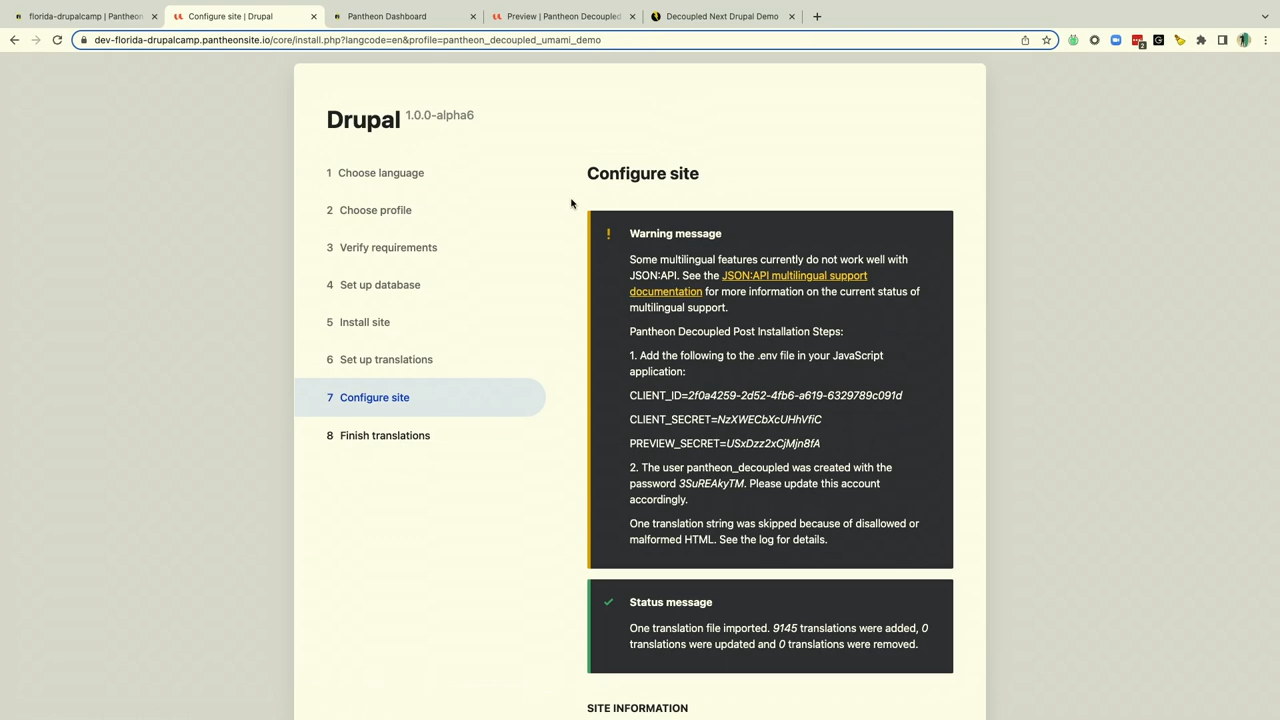 florida-drupalcamp | Pantheon
Configure site | Drupal
Pantheon Dashboard
Preview | Pantheon Decoupled
Decoupled Next Drupal Demo
dev-florida-drupalcamp.pantheonsite.io/core/install.php?langcode=en&profile=pantheon_decoupled_umami_demo
2
Drupal 1.0.0-alpha6
1 Choose language
2 Choose profile
3 Verify requirements
4 Set up database
5 Install site
6 Set up translations
7 Configure site
8 Finish translations
Configure site
Warning message
Some multilingual features currently do not work well with
JSON:API. See the JSON:API multilingual support
documentation for more information on the current status of
multilingual support.
Pantheon Decoupled Post Installation Steps:
1. Add the following to the .env file in your JavaScript
application:
CLIENT_ID=2f0a4259-2d52-4fb6-a619-6329789c091d
CLIENT_SECRET=NzXWECbXcUHhVfiC
PREVIEW_SECRET=USxDzz2xCjMjn8fA
2. The user pantheon_decoupled was created with the
password 3SuREAkyTM. Please update this account
accordingly.
One translation string was skipped because of disallowed or
malformed HTML. See the log for details.
Status message
One translation file imported. 9145 translations were added, 0
translations were updated and 0 translations were removed.
SITE INFORMATION